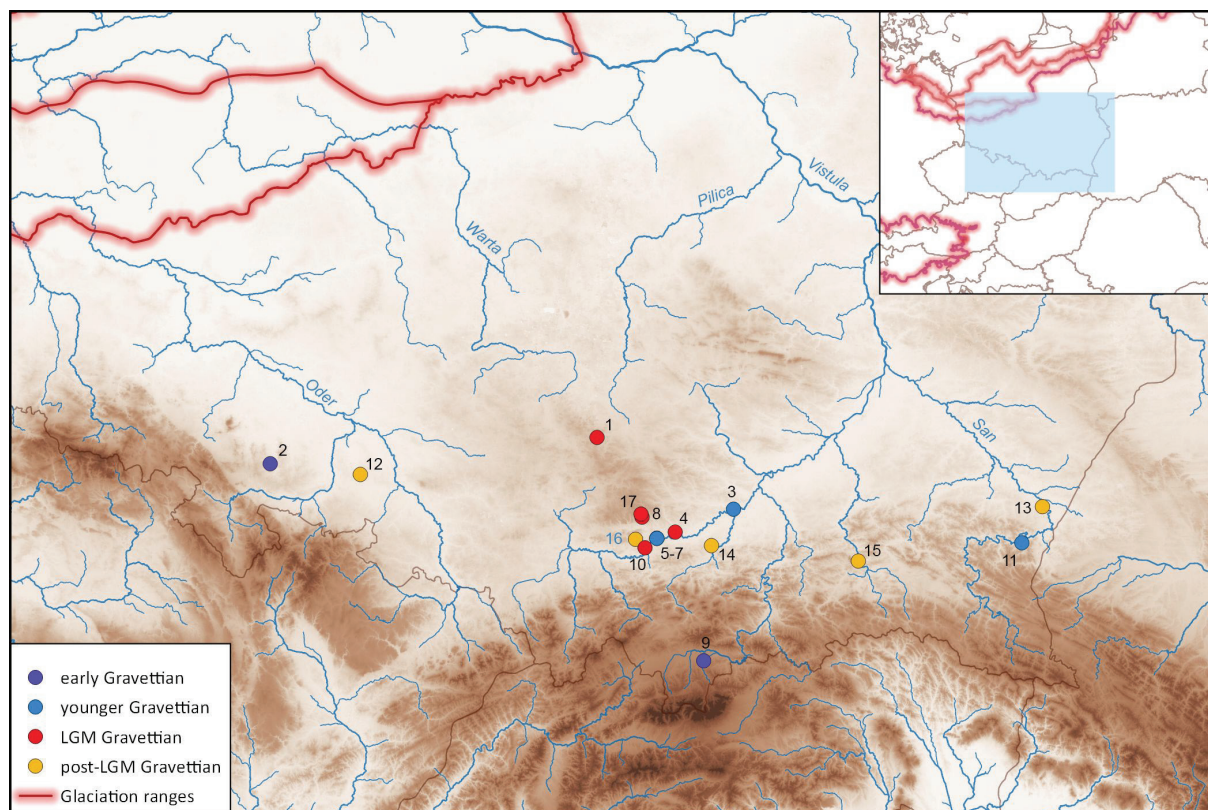 Vistula
Pilica
Warta
Oder
San
1
2
12
3
17
8
4
13
16
5-7
14
11
10
15
9
early Gravettian
younger Gravettian
LGM Gravettian
post-LGM Gravettian
Glaciation ranges